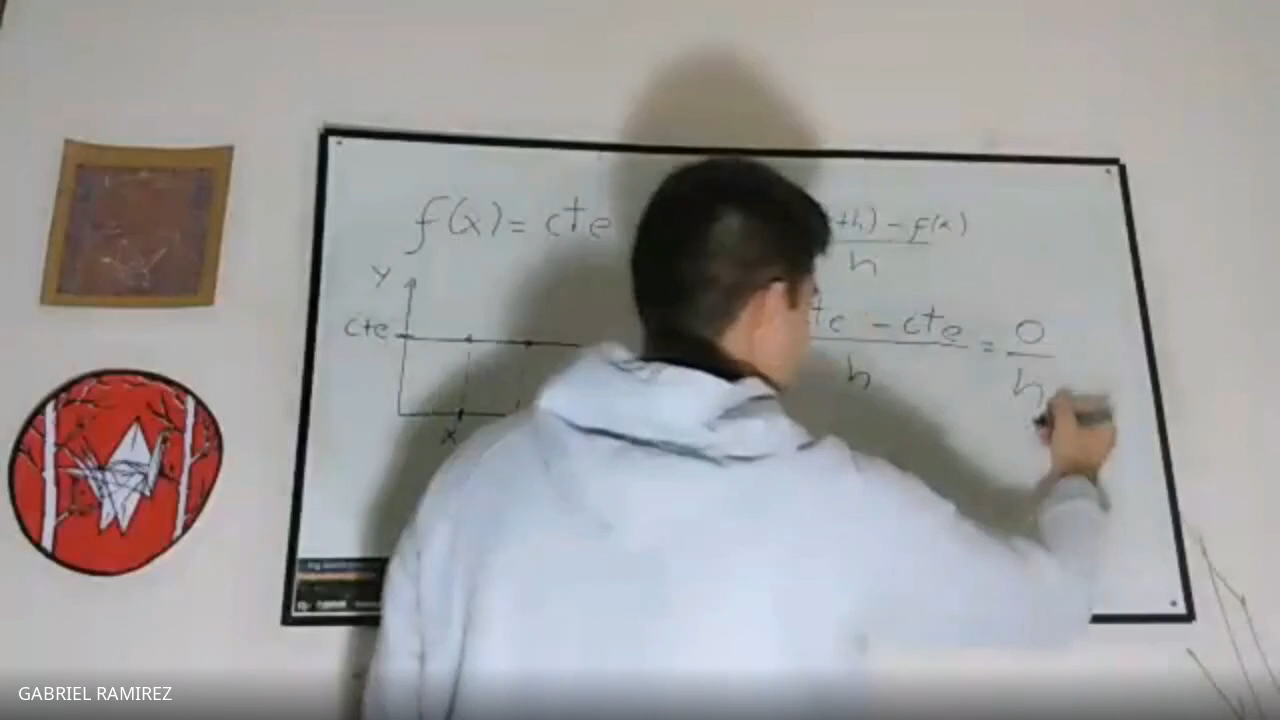 f(x) = cte
+h) - f(x)
h
y
cte
te - cte = 0
h h
x
GABRIEL RAMIREZ